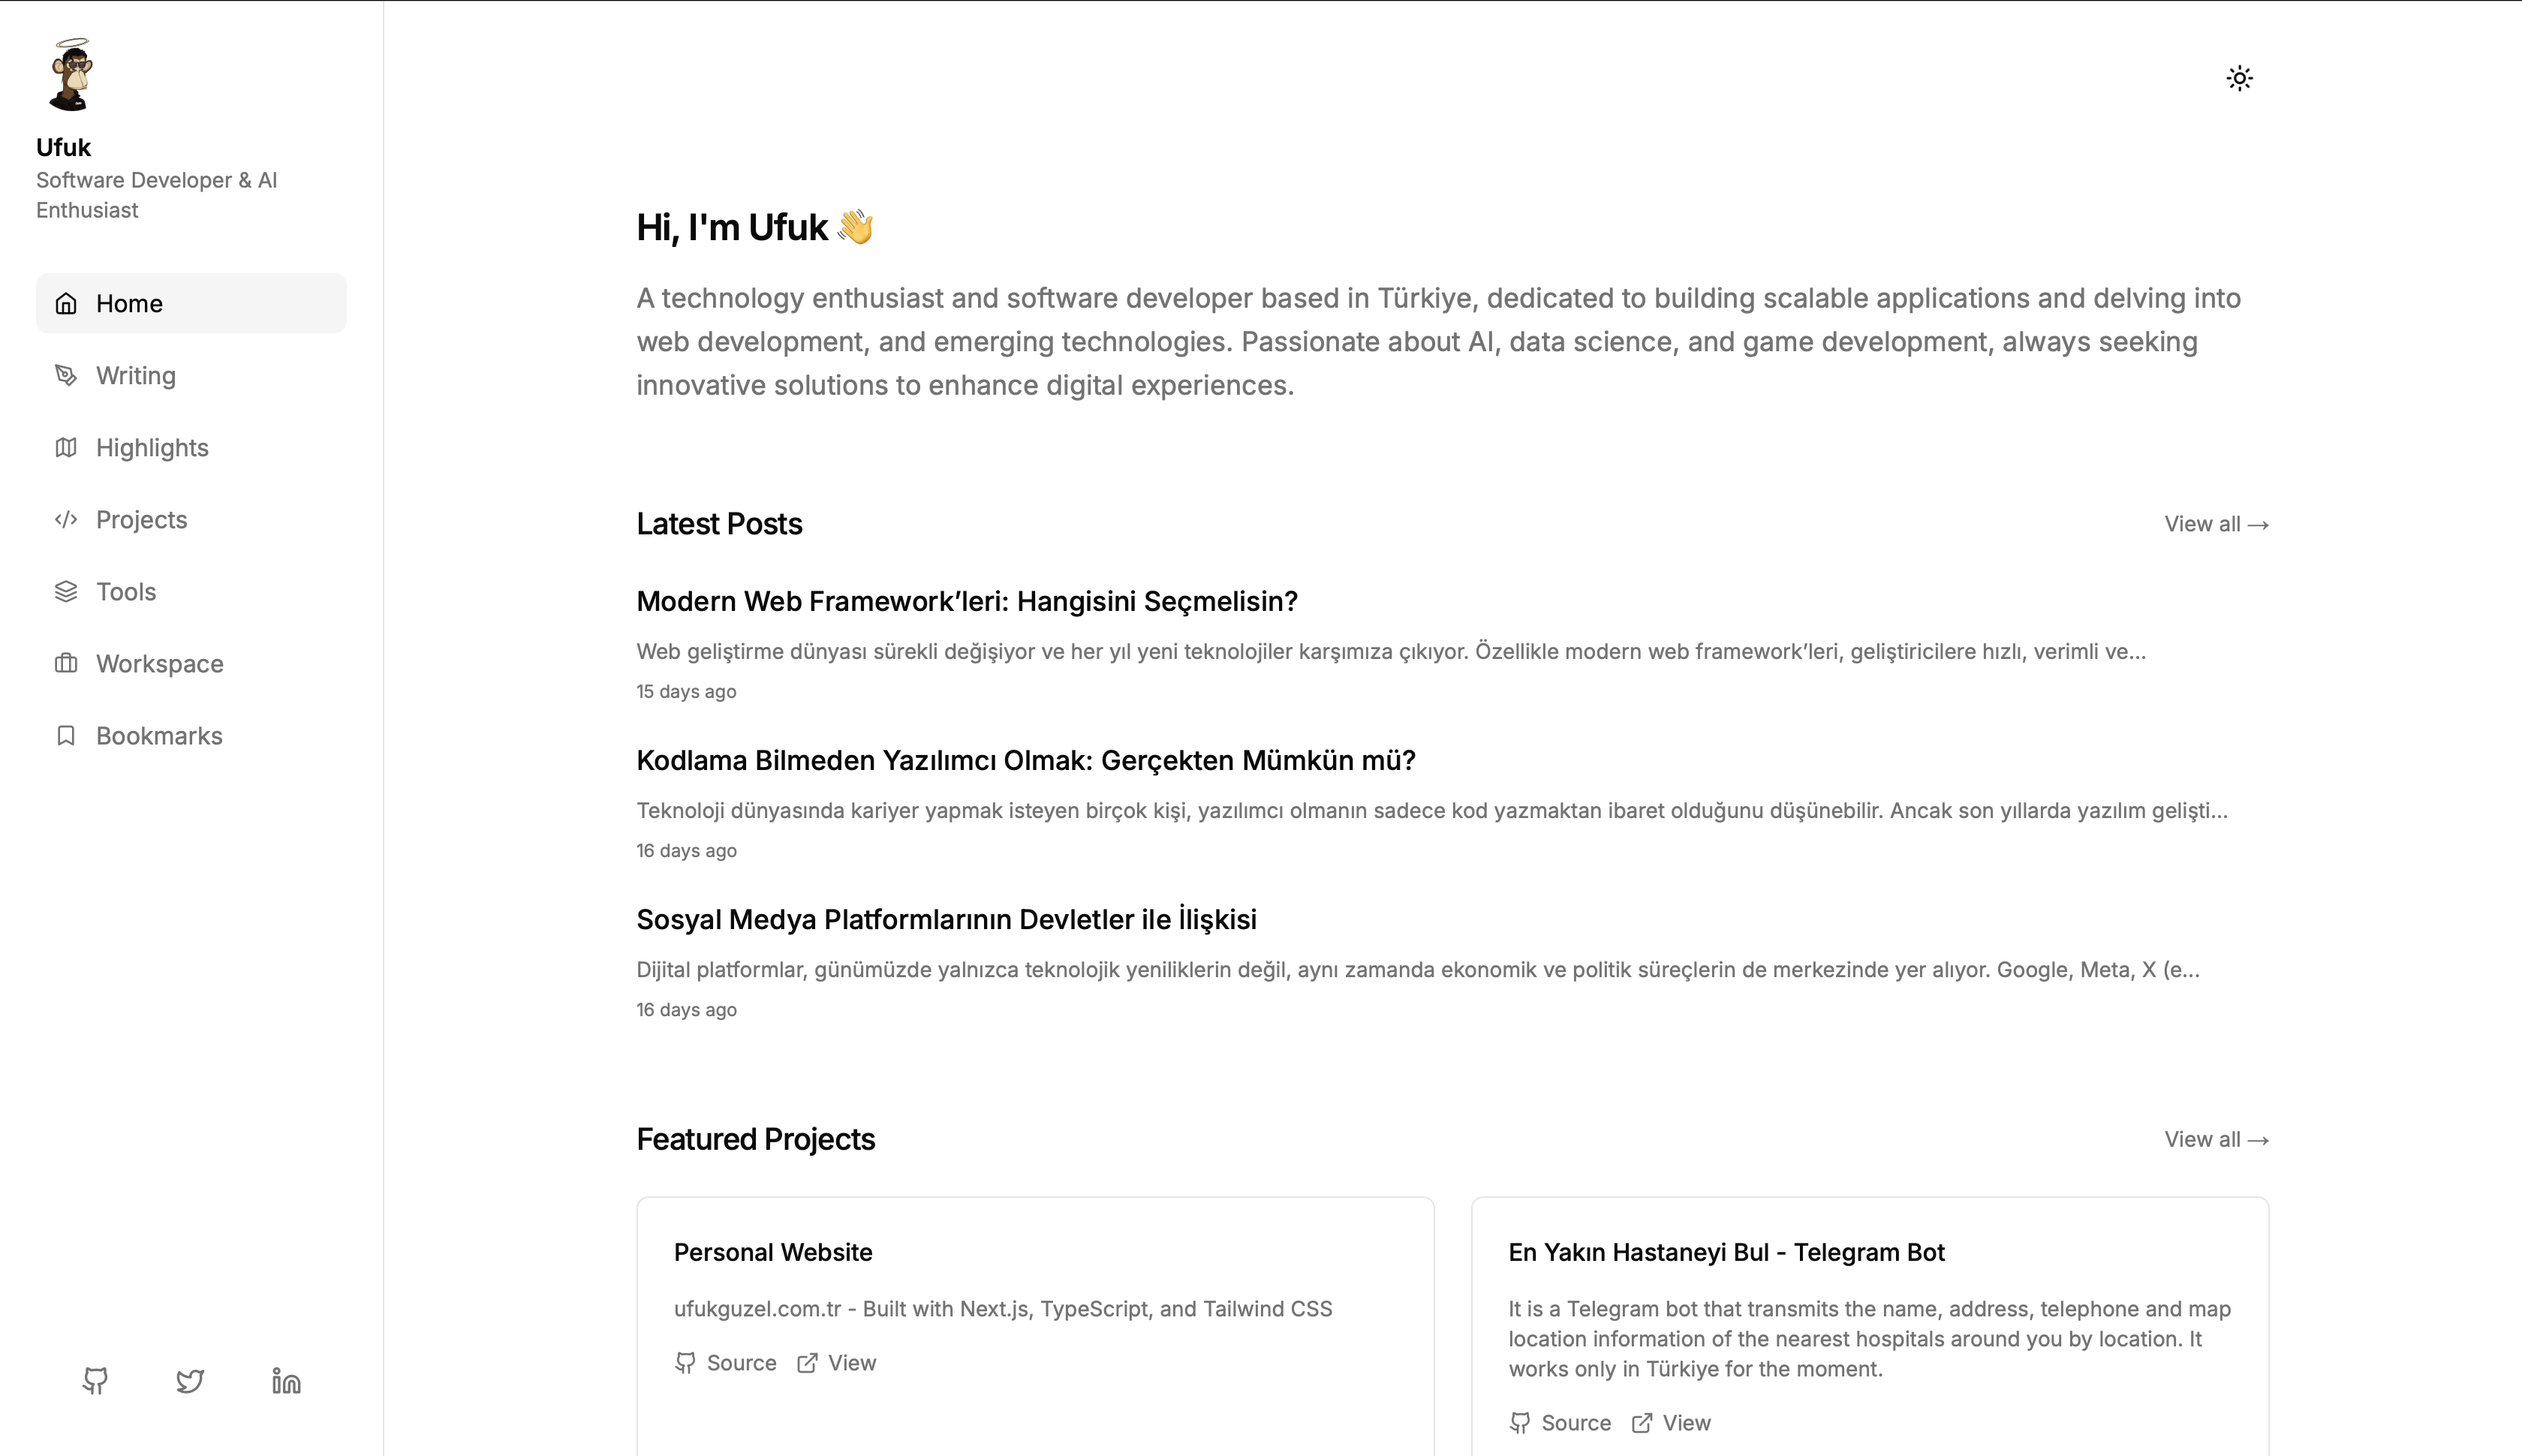 Ufuk
Software Developer & AI
Enthusiast
Home
Writing
Highlights
Projects
Tools
Workspace
Bookmarks
Hi, I'm Ufuk 👋
A technology enthusiast and software developer based in Türkiye, dedicated to building scalable applications and delving into
web development, and emerging technologies. Passionate about AI, data science, and game development, always seeking
innovative solutions to enhance digital experiences.
Latest Posts
View all →
Modern Web Framework’leri: Hangisini Seçmelisin?
Web geliştirme dünyası sürekli değişiyor ve her yıl yeni teknolojiler karşımıza çıkıyor. Özellikle modern web framework’leri, geliştiricilere hızlı, verimli ve...
15 days ago
Kodlama Bilmeden Yazılımcı Olmak: Gerçekten Mümkün mü?
Teknoloji dünyasında kariyer yapmak isteyen birçok kişi, yazılımcı olmanın sadece kod yazmaktan ibaret olduğunu düşünebilir. Ancak son yıllarda yazılım gelişti...
16 days ago
Sosyal Medya Platformlarının Devletler ile İlişkisi
Dijital platformlar, günümüzde yalnızca teknolojik yeniliklerin değil, aynı zamanda ekonomik ve politik süreçlerin de merkezinde yer alıyor. Google, Meta, X (e...
16 days ago
Featured Projects
View all →
Personal Website
ufukguzel.com.tr - Built with Next.js, TypeScript, and Tailwind CSS
Source View
En Yakın Hastaneyi Bul - Telegram Bot
It is a Telegram bot that transmits the name, address, telephone and map
location information of the nearest hospitals around you by location. It
works only in Türkiye for the moment.
Source View